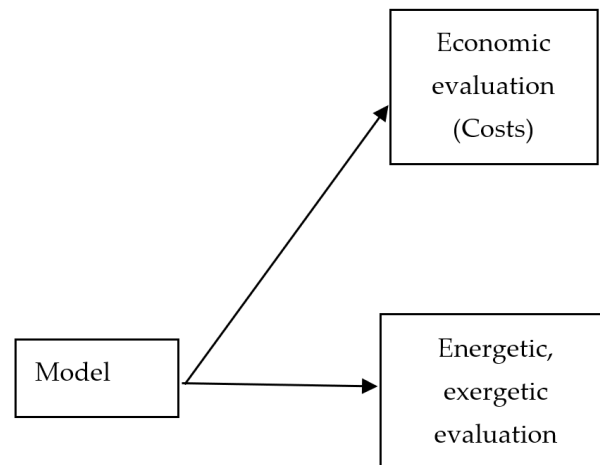 Economic
evaluation
(Costs)
Model
Energetic,
exergetic
evaluation